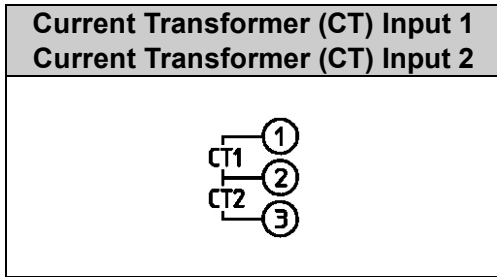 Current Transformer (CT) Input 1
Current Transformer (CT) Input 2
1
CT1
2
CT2
3